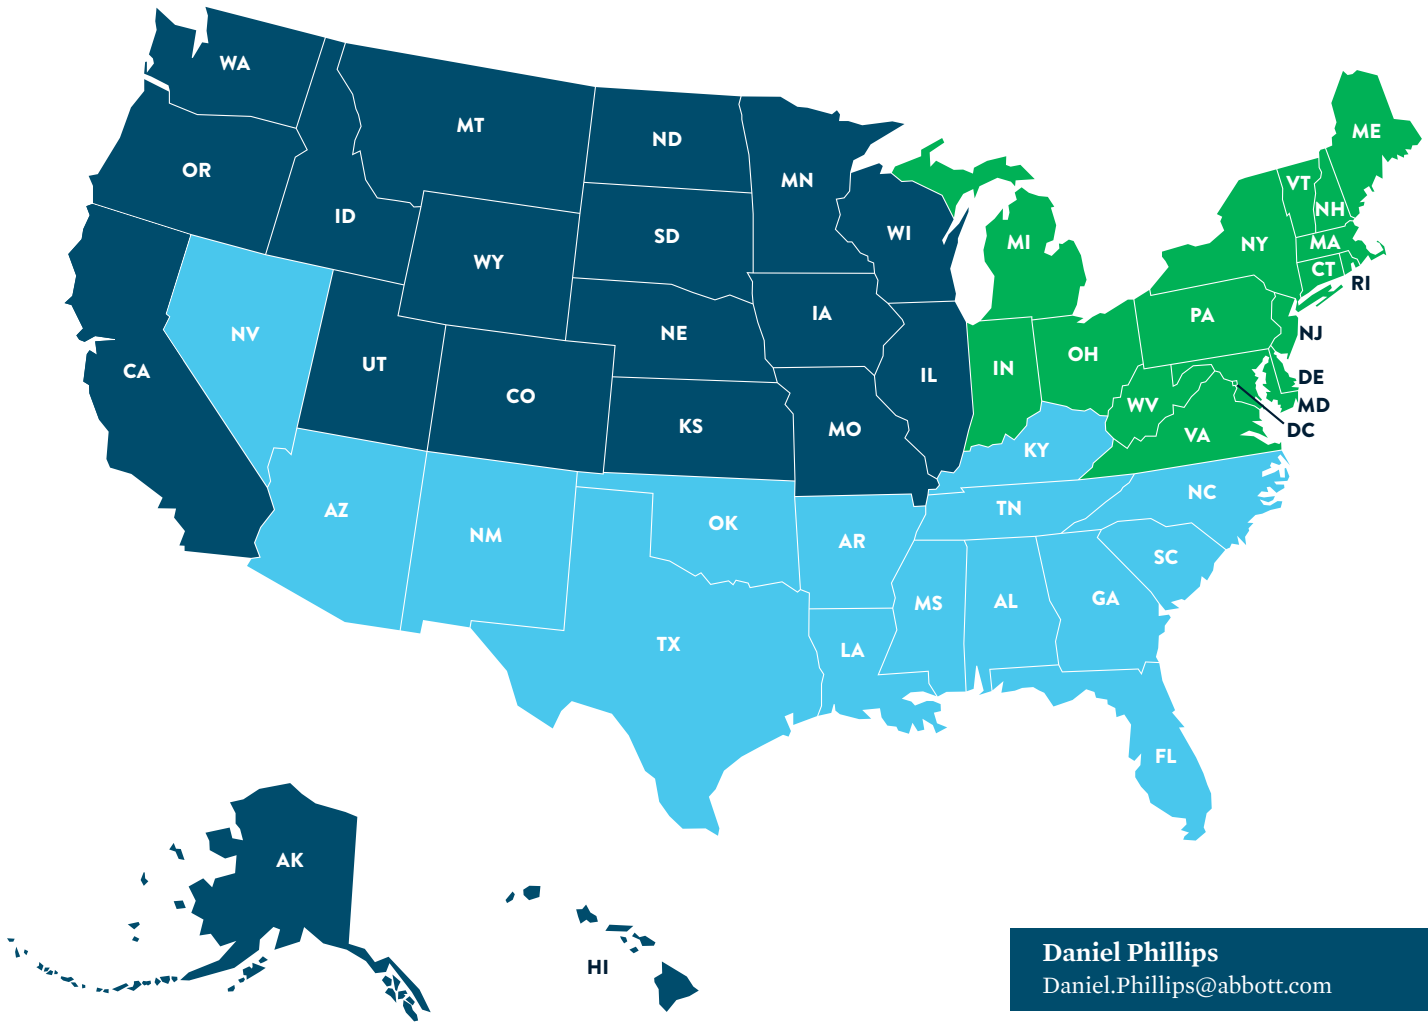 WA
MT
ND
MN
ME
OR
ID
SD
WI
VT
NH
NY
MA
MI
WY
CT
RI
IA
PA
NE
NV
NJ
UT
OH
IN
CA
IL
DE
CO
WV
MD
KS
MO
DC
VA
KY
NC
AZ
TN
OK
NM
AR
SC
GA
AL
MS
TX
LA
FL
AK
HI
Daniel Phillips
Daniel.Phillips@abbott.com